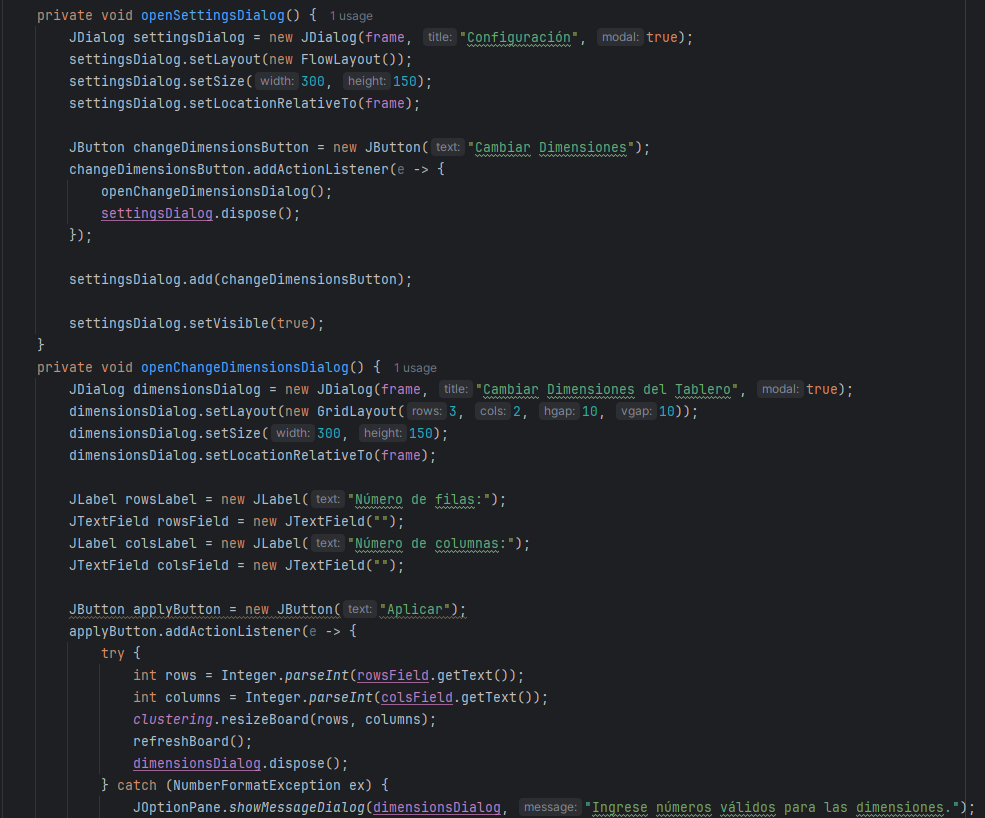 private void openSettingsDialog() { 1 usage
JDialog settingsDialog = new JDialog(frame, title: "Configuración", modal: true);
settingsDialog.setLayout(new FlowLayout());
settingsDialog.setSize( width: 300, height: 150);
settingsDialog.setLocationRelativeTo(frame);
JButton changeDimensionsButton = new JButton( text: "Cambiar Dimensiones");
changeDimensionsButton.addActionListener(e -> {
openChangeDimensionsDialog();
settingsDialog.dispose();
});
settingsDialog.add(changeDimensionsButton);
settingsDialog.setVisible(true);
}
private void openChangeDimensionsDialog() { 1 usage
JDialog dimensionsDialog = new JDialog(frame, title: "Cambiar Dimensiones del Tablero", modal: true);
dimensionsDialog.setLayout(new GridLayout( rows: 3, cols: 2, hgap: 10, vgap: 10));
dimensionsDialog.setSize( width: 300, height: 150);
dimensionsDialog.setLocationRelativeTo(frame);
JLabel rowsLabel = new JLabel( text: "Número de filas:");
JTextField rowsField = new JTextField("");
JLabel colsLabel = new JLabel( text: "Número de columnas:");
JTextField colsField = new JTextField("");
JButton applyButton = new JButton( text: "Aplicar");
applyButton.addActionListener(e -> {
try {
int rows = Integer.parseInt(rowsField.getText());
int columns = Integer.parseInt(colsField.getText());
clustering.resizeBoard(rows, columns);
refreshBoard();
dimensionsDialog.dispose();
} catch (NumberFormatException ex) {
JOptionPane.showMessageDialog(dimensionsDialog, message: "Ingrese números válidos para las dimensiones.");